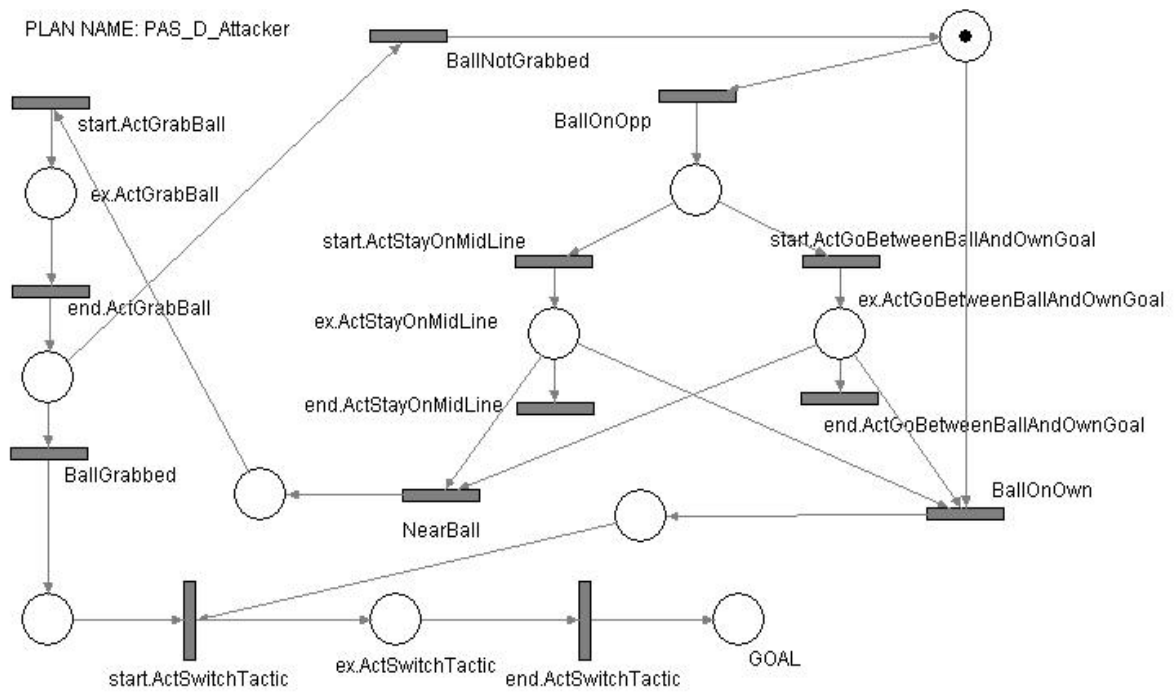 PLAN NAME: PAS_D_Attacker
BallNotGrabbed
start.ActGrabBall
BallOnOpp
ex.ActGrabBall
start.ActStayOnMidLine
start.ActGoBetweenBallAndOwnGoal
end.ActGrabBall
ex.ActGoBetweenBallAndOwnGoal
ex.ActStayOnMidLine
end.ActStayOnMidLine
end.ActGoBetweenBallAndOwnGoal
BallGrabbed
BallOnOwn
NearBall
start.ActSwitchTactic
ex.ActSwitchTactic
end.ActSwitchTactic
GOAL